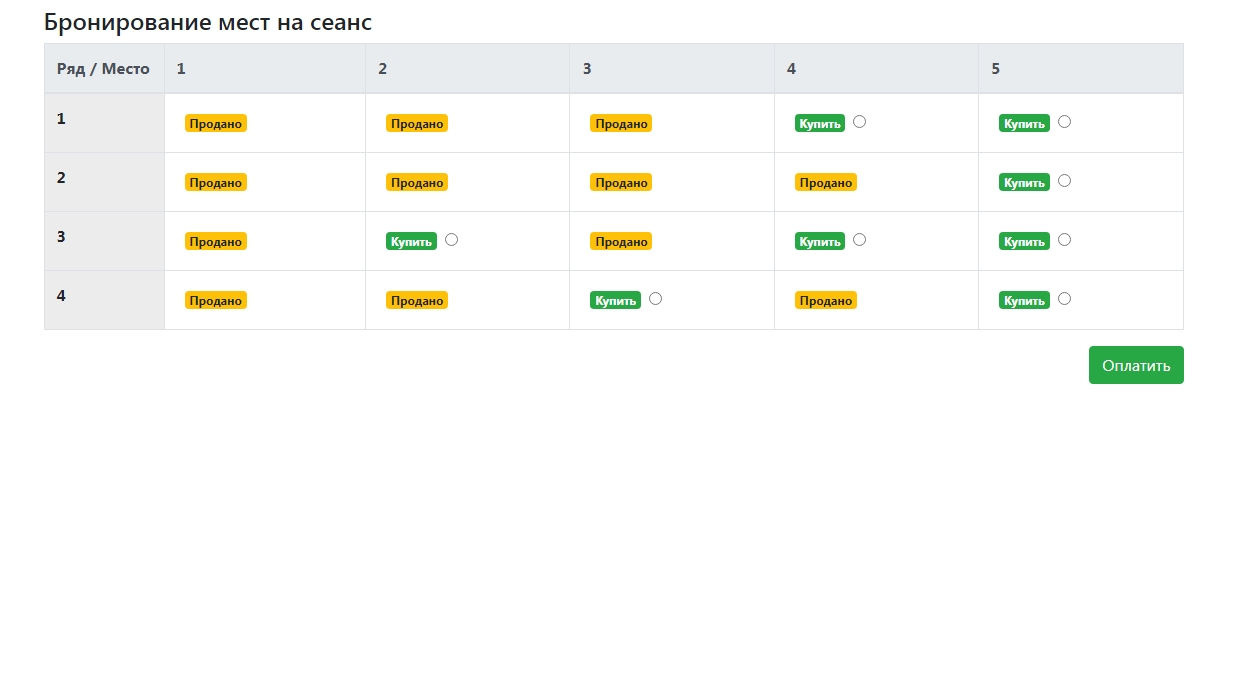 Бронирование мест на сеанс
Ряд / Место 1 2 3 4 5
1 Продано Продано Продано Купить Купить
2 Продано Продано Продано Продано Купить
3 Продано Купить Продано Купить Купить
4 Продано Продано Купить Продано Купить
Оплатить